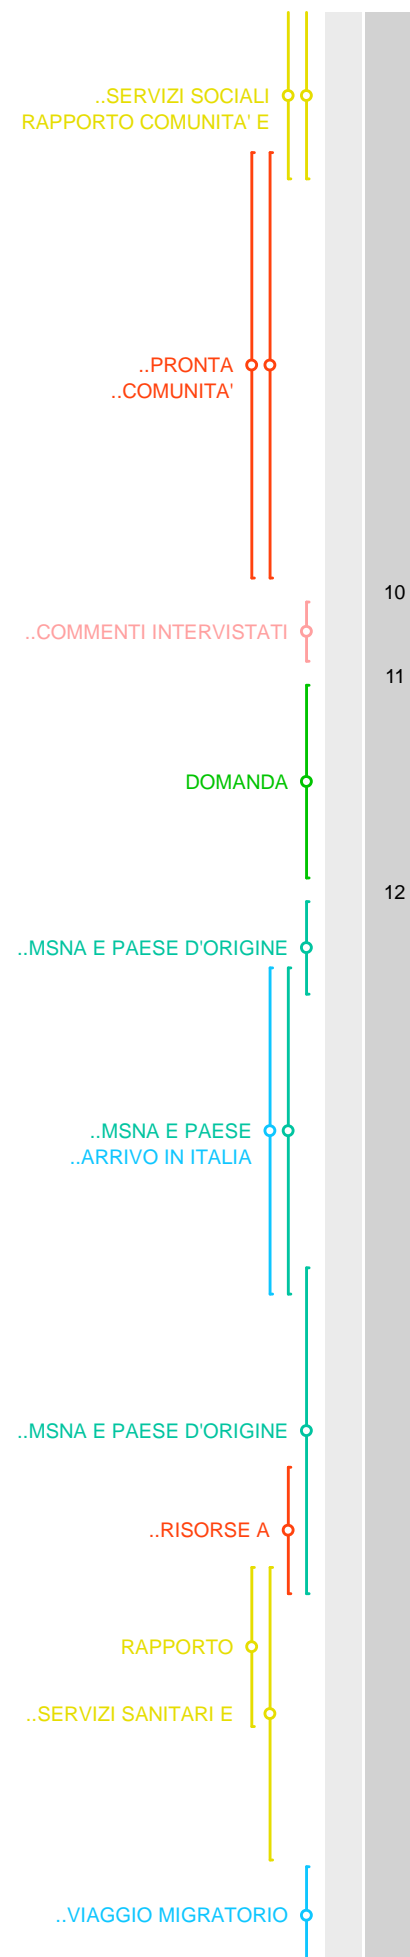 ..SERVIZI SOCIALI
RAPPORTO COMUNITA' E
..PRONTA
..COMUNITA'
10
..COMMENTI INTERVISTATI
11
DOMANDA
12
..MSNA E PAESE D'ORIGINE
..MSNA E PAESE
..ARRIVO IN ITALIA
..MSNA E PAESE D'ORIGINE
..RISORSE A
RAPPORTO
..SERVIZI SANITARI E
..VIAGGIO MIGRATORIO